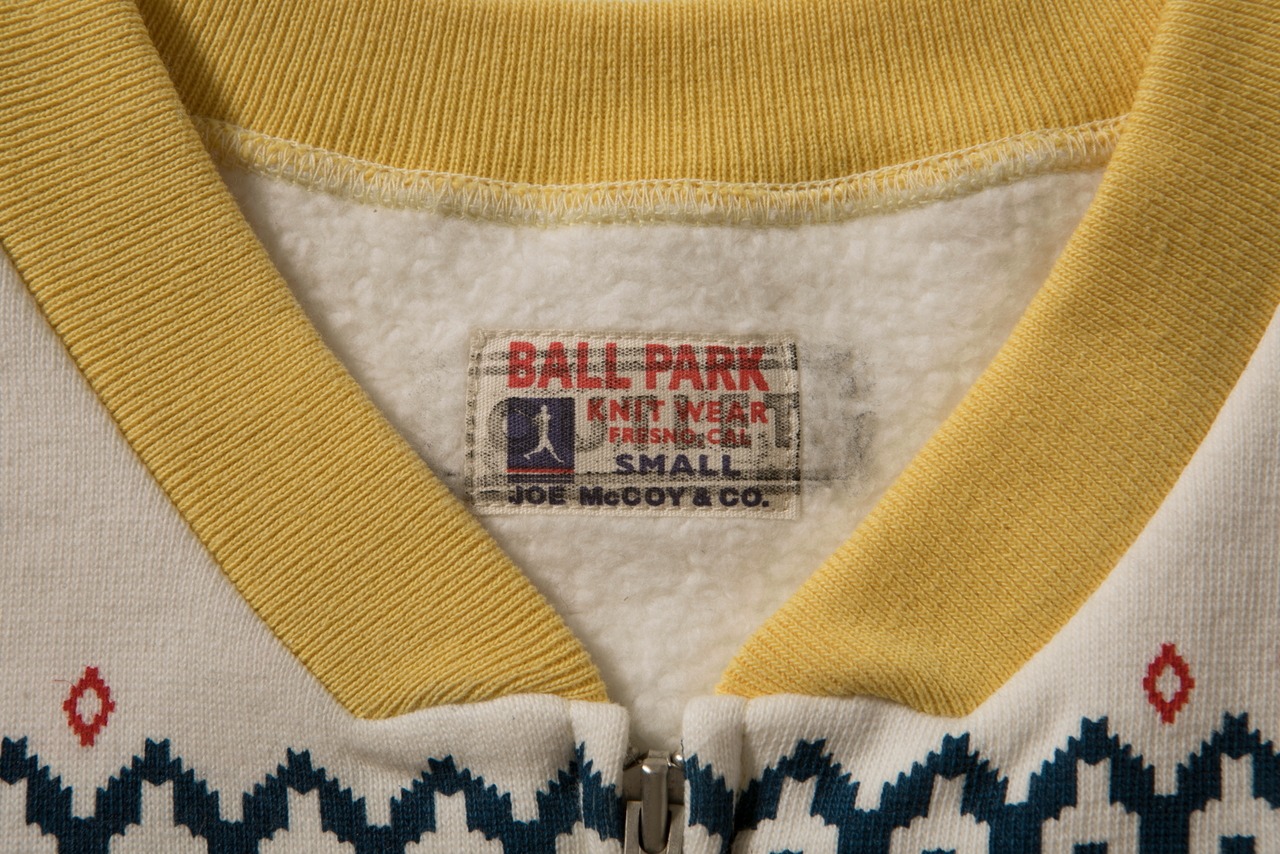 BALL PARK
KNIT WEAR
FRESNO, CAL
SMALL
JOE McCOY & CO.